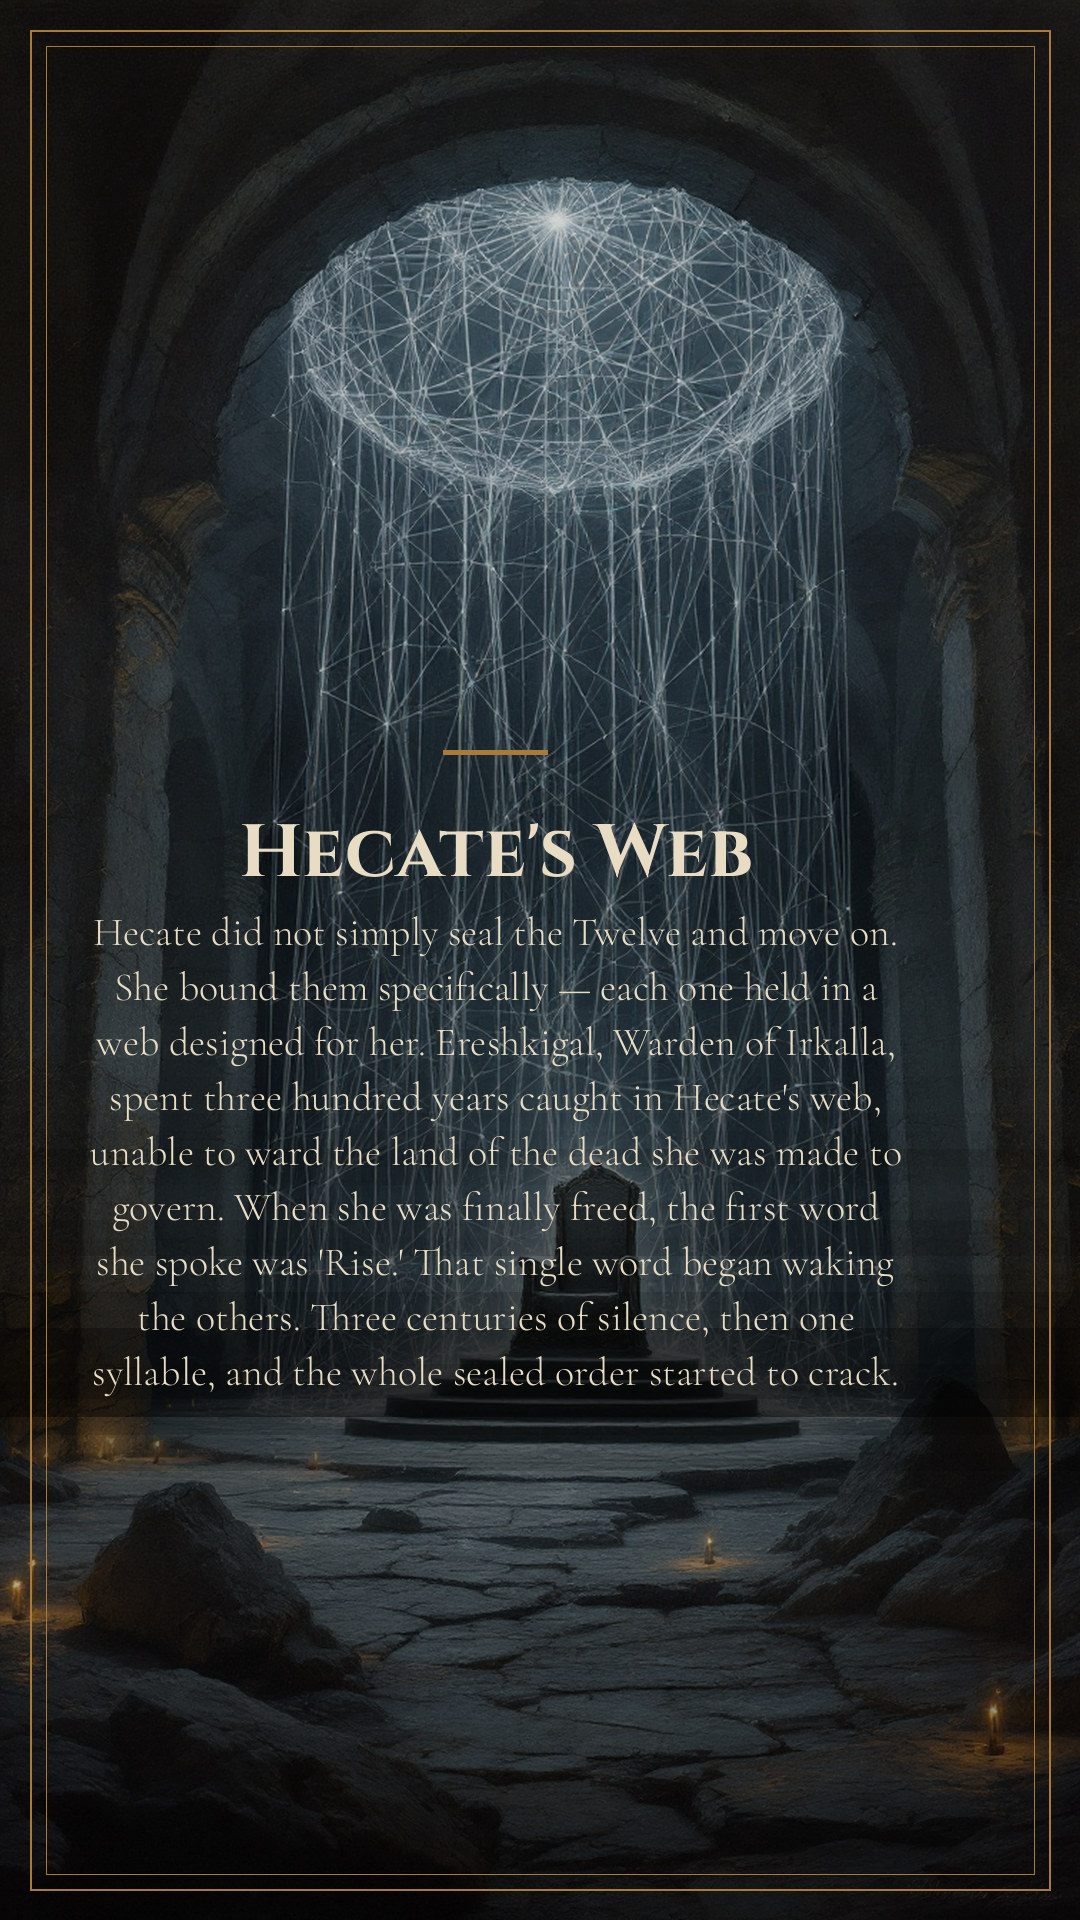 Hecate's Web
Hecate did not simply seal the Twelve and move on.
She bound them specifically — each one held in a
web designed for her. Ereshkigal, Warden of Irkalla,
spent three hundred years caught in Hecate's web,
unable to ward the land of the dead she was made to
govern. When she was finally freed, the first word
she spoke was 'Rise.' That single word began waking
the others. Three centuries of silence, then one
syllable, and the whole sealed order started to crack.